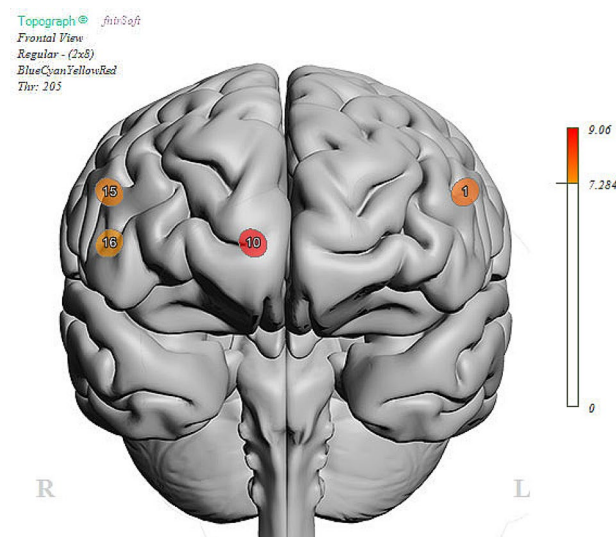 Topograph® fnirSoft
Frontal View
Regular - (2x8)
BlueCyanYellowRed
Thr: 205
9.06
15
1
7.284
16
10
0
R
L